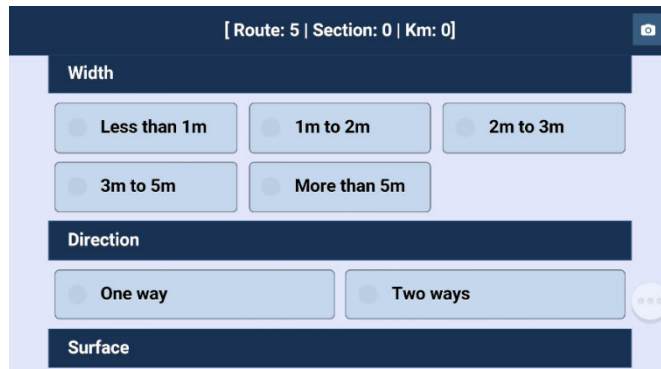 [ Route: 5 | Section: 0 | Km: 0]
Width
Less than 1m
1m to 2m
2m to 3m
3m to 5m
More than 5m
Direction
One way
Two ways
Surface